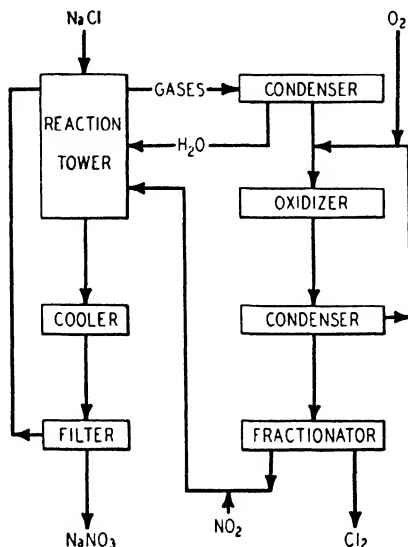 NaCl
O2
REACTION
TOWER
GASES
CONDENSER
H2O
OXIDIZER
COOLER
CONDENSER
FILTER
FRACTIONATOR
NO2
NaNO3
Cl2